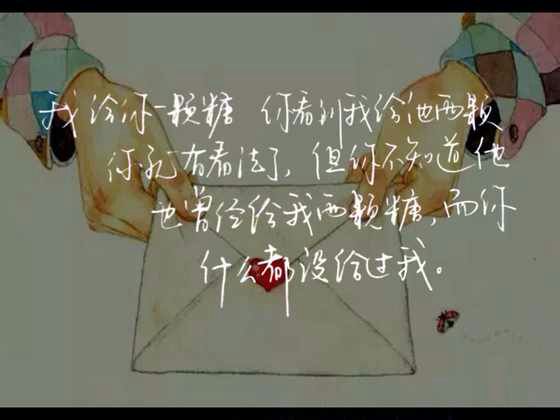 我给你一颗糖 你看到我给他两颗
你就有看法了,但你不知道他
也曾经给我两颗糖,而你
什么都没给过我。